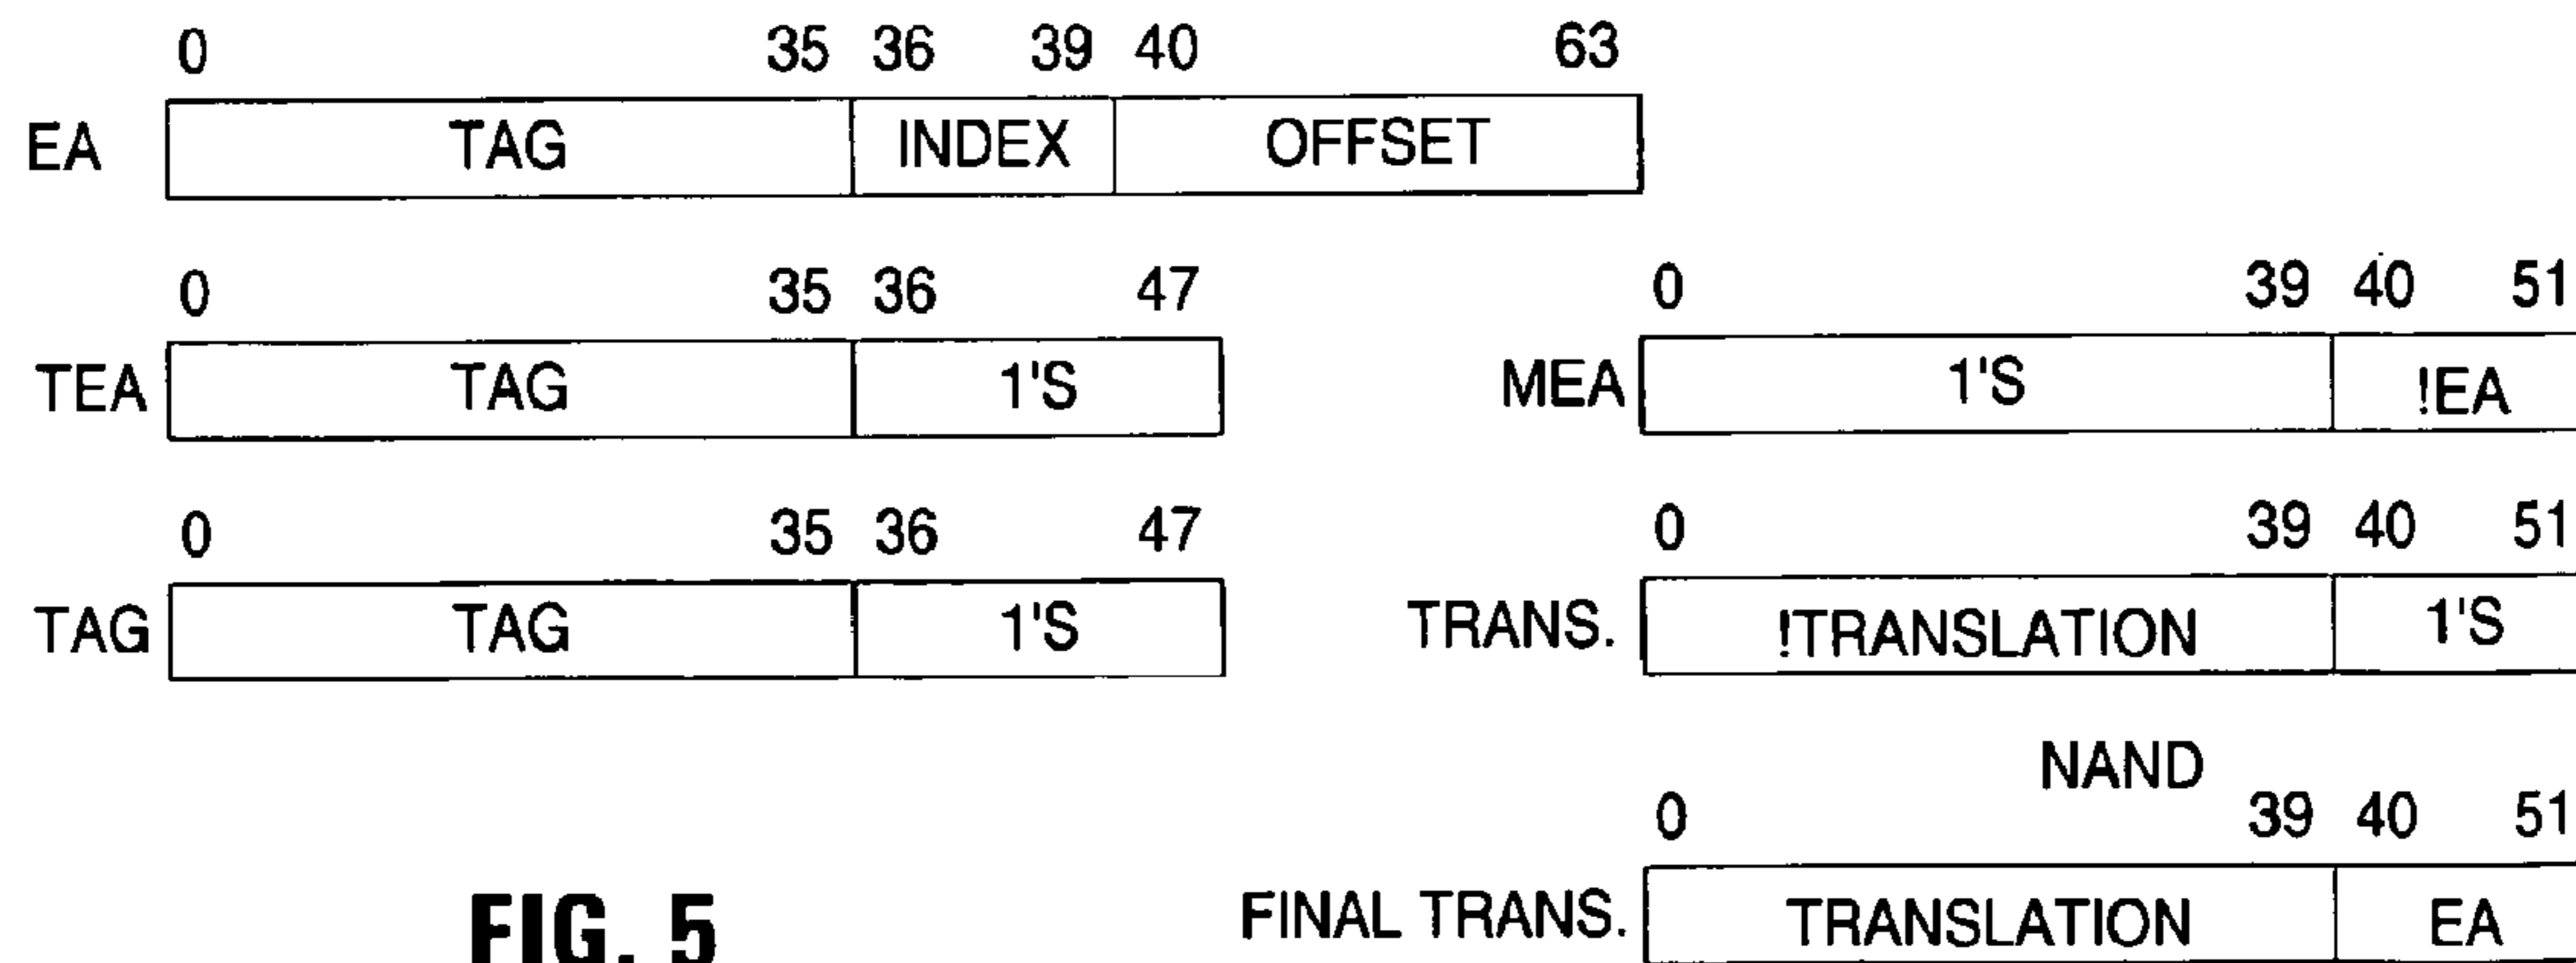 0 35 36 39 40 63
EA TAG INDEX OFFSET
0 35 36 47
TEA TAG 1'S
0 39 40 51
MEA 1'S !EA
0 35 36 47
TAG TAG 1'S
0 39 40 51
TRANS. !TRANSLATION 1'S
NAND
0 39 40 51
FINAL TRANS. TRANSLATION EA
FIG. 5